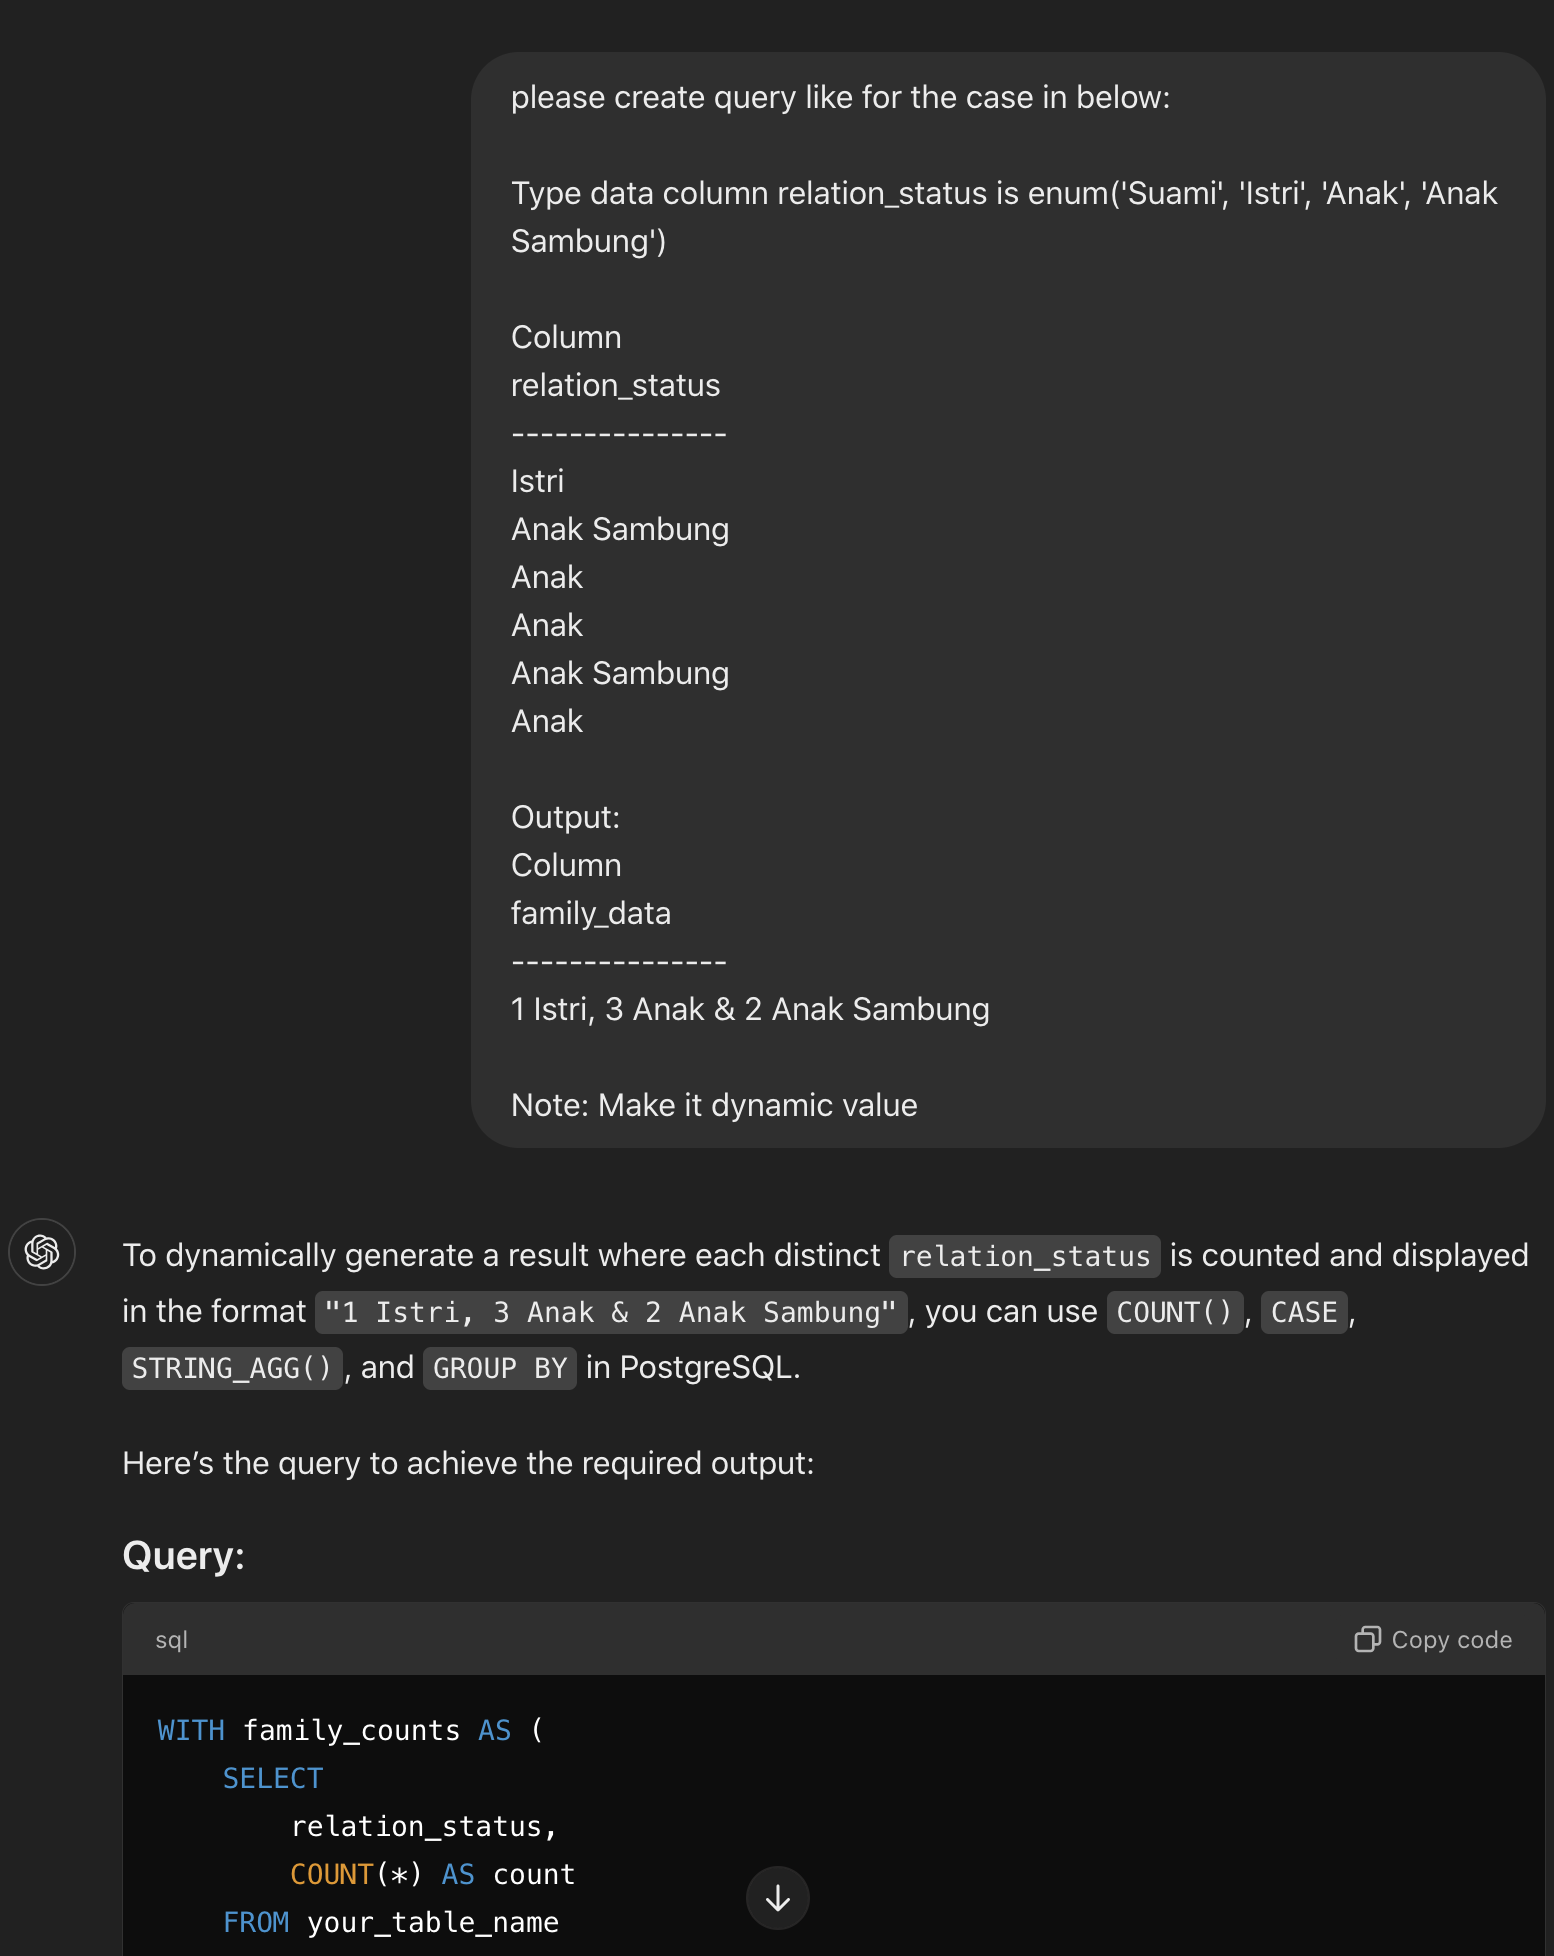 please create query like for the case in below:
Type data column relation_status is enum('Suami', 'Istri', 'Anak', 'Anak
Sambung')
Column
relation_status
---------------
Istri
Anak Sambung
Anak
Anak
Anak Sambung
Anak
Output:
Column
family_data
---------------
1 Istri, 3 Anak & 2 Anak Sambung
Note: Make it dynamic value
To dynamically generate a result where each distinct relation_status is counted and displayed
in the format "1 Istri, 3 Anak & 2 Anak Sambung", you can use COUNT(), CASE,
STRING_AGG(), and GROUP BY in PostgreSQL.
Here’s the query to achieve the required output:
Query:
sql Copy code
WITH family_counts AS (
    SELECT
        relation_status,
        COUNT(*) AS count
    FROM your_table_name